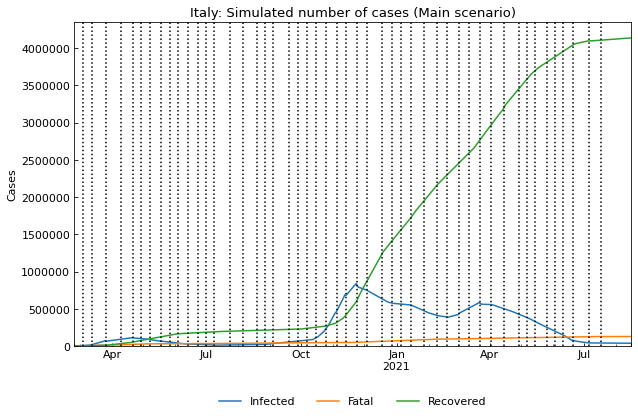 Italy: Simulated number of cases (Main scenario)
4000000
3500000
3000000
2500000
2000000
1500000
1000000
500000
0
Cases
Apr Jul Oct Jan Apr Jul
2021
Infected Fatal Recovered